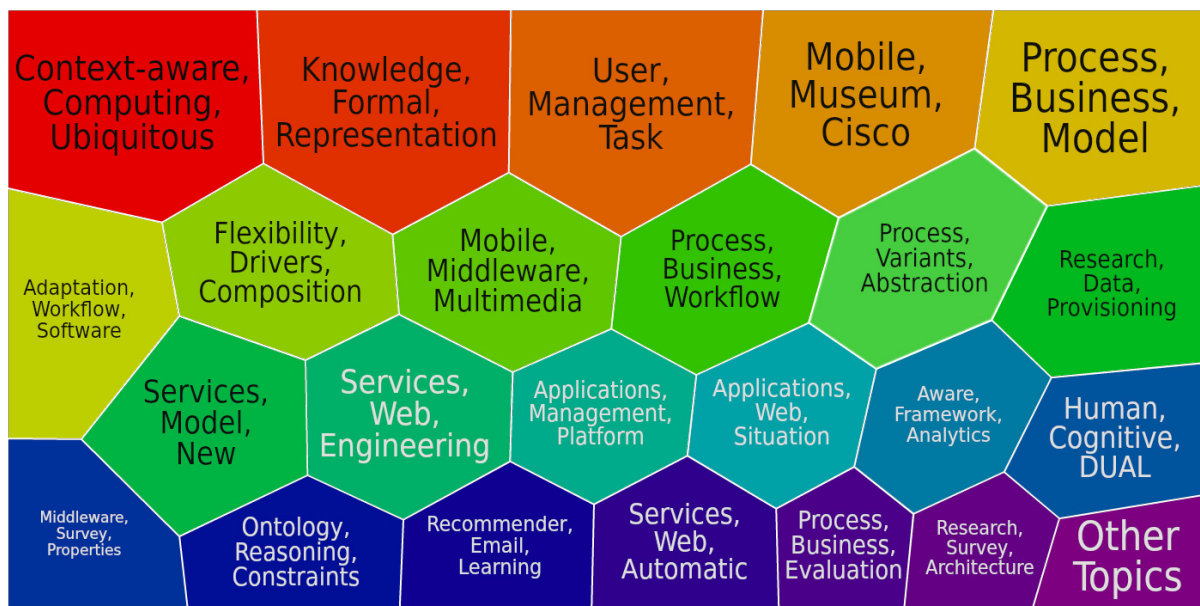 Context-aware,
Computing,
Ubiquitous
Knowledge,
Formal,
Representation
User,
Management,
Task
Mobile,
Museum,
Cisco
Process,
Business,
Model
Adaptation,
Workflow,
Software
Flexibility,
Drivers,
Composition
Mobile,
Middleware,
Multimedia
Process,
Business,
Workflow
Process,
Variants,
Abstraction
Research,
Data,
Provisioning
Services,
Model,
New
Services,
Web,
Engineering
Applications,
Management,
Platform
Applications,
Web,
Situation
Aware,
Framework,
Analytics
Human,
Cognitive,
DUAL
Middleware,
Survey,
Properties
Ontology,
Reasoning,
Constraints
Recommender,
Email,
Learning
Services,
Web,
Automatic
Process,
Business,
Evaluation
Research,
Survey,
Architecture
Other
Topics